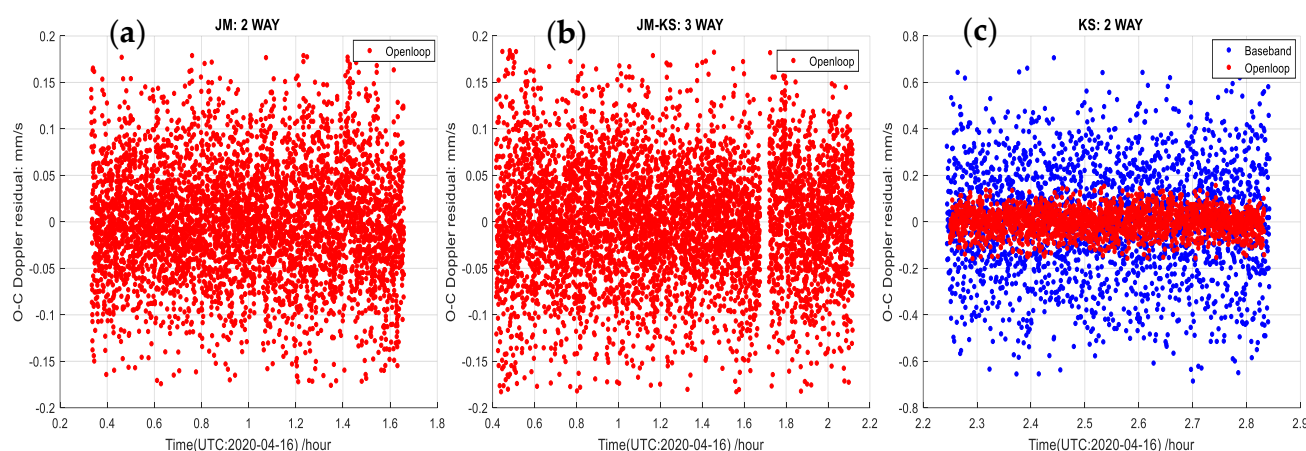 JM: 2 WAY
(a)
Openloop
0.2
0.15
0.1
0.05
0
-0.05
-0.1
-0.15
-0.2
O-C Doppler residual: mm/s
0.2 0.4 0.6 0.8 1 1.2 1.4 1.6 1.8
Time(UTC:2020-04-16) /hour
JM-KS: 3 WAY
(b)
Openloop
0.2
0.15
0.1
0.05
0
-0.05
-0.1
-0.15
-0.2
O-C Doppler residual: mm/s
0.4 0.6 0.8 1 1.2 1.4 1.6 1.8 2 2.2
Time(UTC:2020-04-16) /hour
KS: 2 WAY
(c)
Baseband
Openloop
0.8
0.6
0.4
0.2
0
-0.2
-0.4
-0.6
-0.8
O-C Doppler residual: mm/s
2.2 2.3 2.4 2.5 2.6 2.7 2.8 2.9
Time(UTC:2020-04-16) /hour